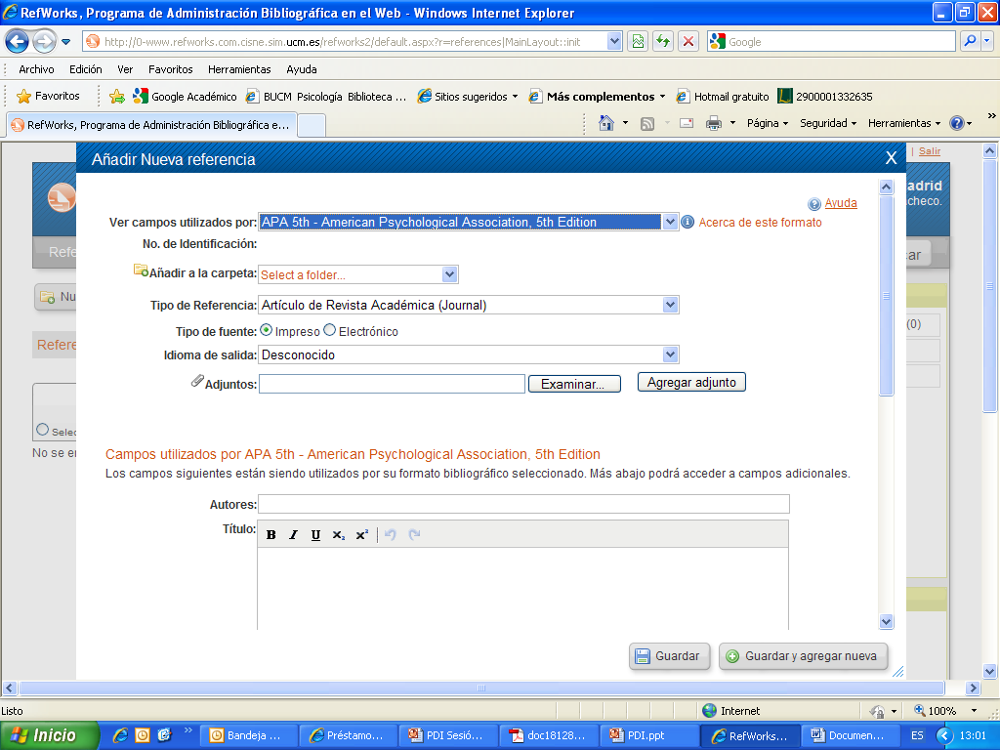 RefWorks, Programa de Administración Bibliográfica en el Web - Windows Internet Explorer
http://0-www.refworks.com.cisne.sim.ucm.es/refworks2/default.aspx?r=references|MainLayout::init
Google
Archivo Edición Ver Favoritos Herramientas Ayuda
Favoritos Google Académico BUCM Psicología Biblioteca ... Sitios sugeridos Más complementos Hotmail gratuito 2900001332635
RefWorks, Programa de Administración Bibliográfica e... Página Seguridad Herramientas »
Añadir Nueva referencia X
| Salir
adrid
checo.
Ayuda
Ver campos utilizados por: APA 5th - American Psychological Association, 5th Edition Acerca de este formato
No. de Identificación:
Refe
car
Añadir a la carpeta: Select a folder...
Nu
Tipo de Referencia: Artículo de Revista Académica (Journal)
(0)
Tipo de fuente: Impreso Electrónico
Refere
Idioma de salida: Desconocido
Adjuntos: Examinar... Agregar adjunto
Selec
No se en
Campos utilizados por APA 5th - American Psychological Association, 5th Edition
Los campos siguientes están siendo utilizados por su formato bibliográfico seleccionado. Más abajo podrá acceder a campos adicionales.
Autores:
Título:
B I U x₂ x²
Guardar Guardar y agregar nueva
Listo Internet 100%
Inicio » Bandeja ... Préstamo... PDI Sesió... doc18128... PDI.ppt RefWorks... Documen... ES 13:01